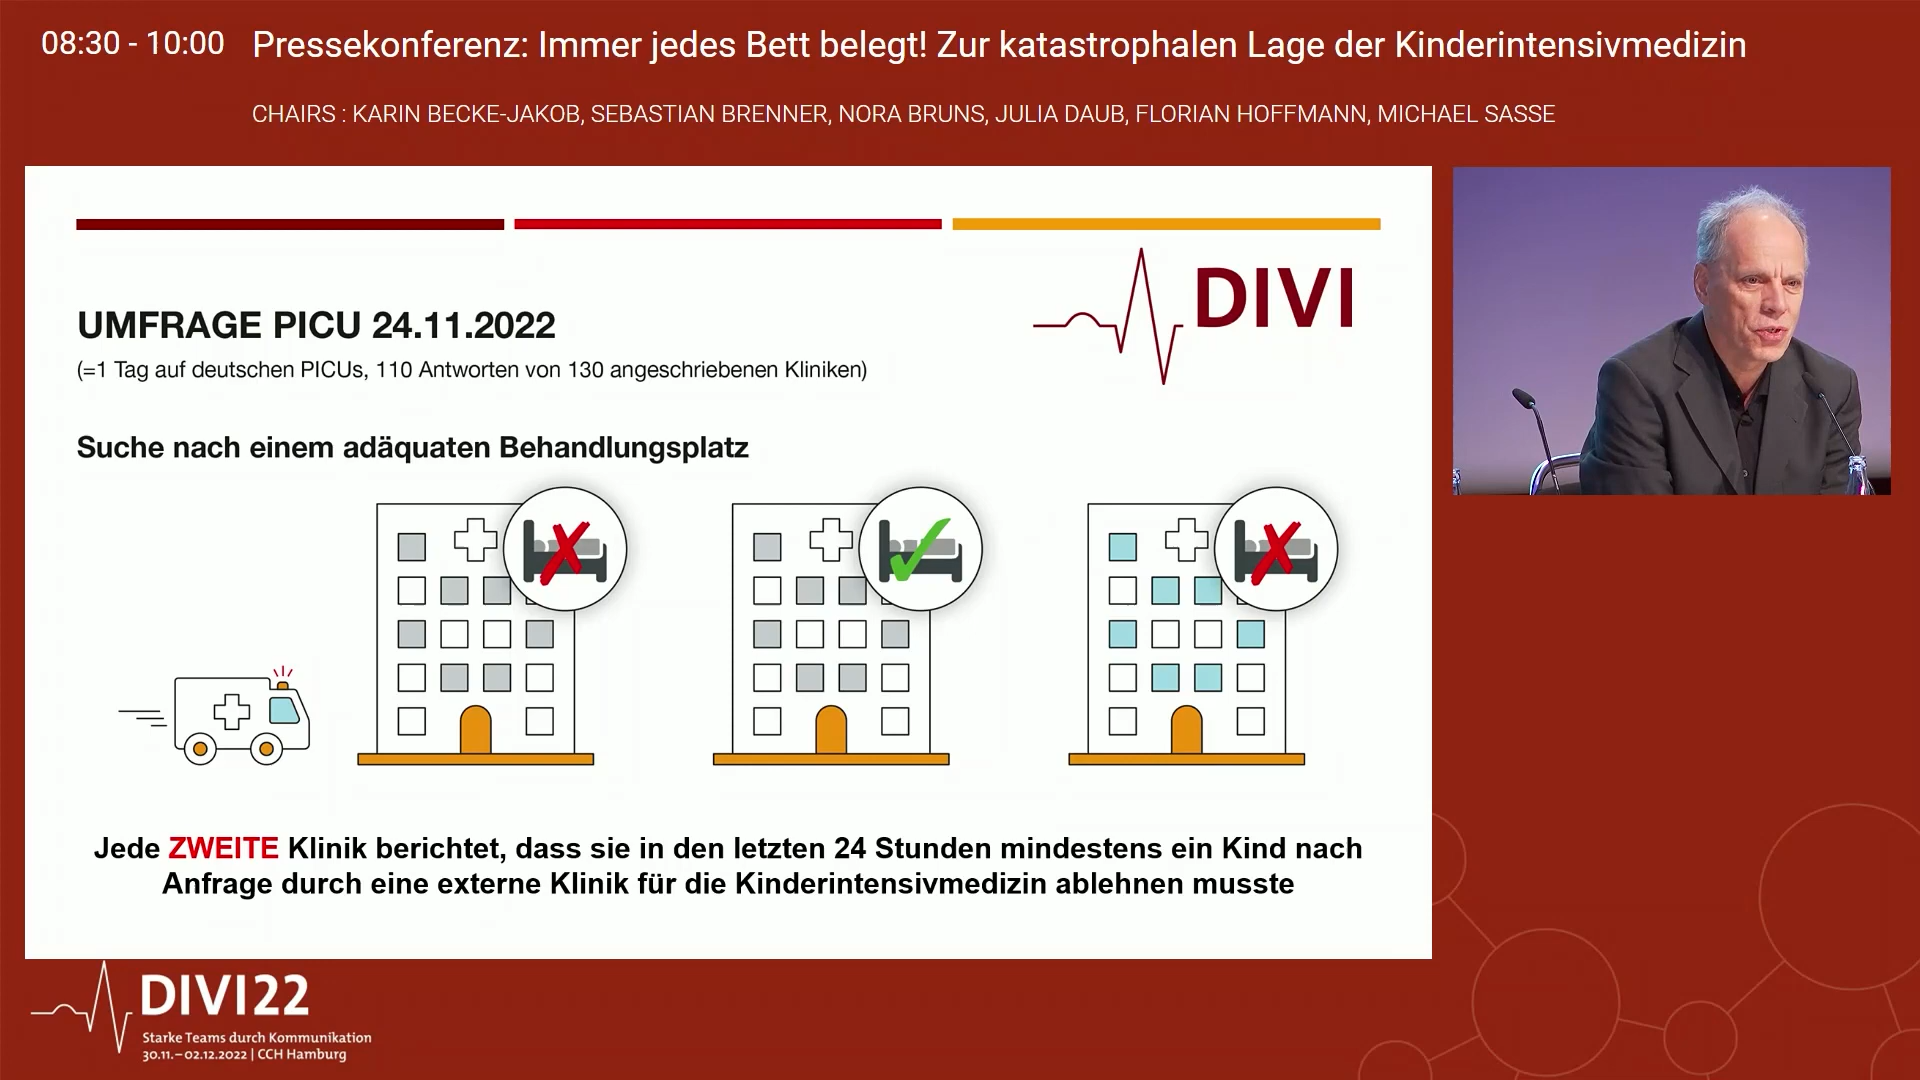 08:30 - 10:00 Pressekonferenz: Immer jedes Bett belegt! Zur katastrophalen Lage der Kinderintensivmedizin
CHAIRS : KARIN BECKE-JAKOB, SEBASTIAN BRENNER, NORA BRUNS, JULIA DAUB, FLORIAN HOFFMANN, MICHAEL SASSE
DIVI
UMFRAGE PICU 24.11.2022
(=1 Tag auf deutschen PICUs, 110 Antworten von 130 angeschriebenen Kliniken)
Suche nach einem adäquaten Behandlungsplatz
Jede ZWEITE Klinik berichtet, dass sie in den letzten 24 Stunden mindestens ein Kind nach
Anfrage durch eine externe Klinik für die Kinderintensivmedizin ablehnen musste
DIVI22
Starke Teams durch Kommunikation
30.11.–02.12.2022 | CCH Hamburg